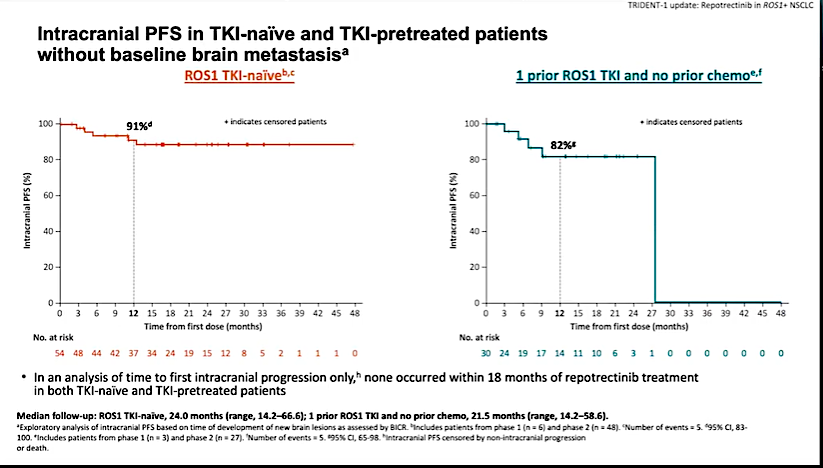 TRIDENT-1 update: Repotrectinib in ROS1+ NSCLC
Intracranial PFS in TKI-naïve and TKI-pretreated patients
without baseline brain metastasisᵃ
ROS1 TKI-naïveᵇ,ᶜ
1 prior ROS1 TKI and no prior chemoᵉ,ᶠ
Intracranial PFS (%)
100
80
60
40
20
0
91%ᵈ
+ indicates censored patients
0 3 6 9 12 15 18 21 24 27 30 33 36 39 42 45 48
Time from first dose (months)
No. at risk
54 48 44 42 37 34 24 19 15 12 8 5 2 1 1 1 0
Intracranial PFS (%)
100
80
60
40
20
0
82%ᵍ
+ indicates censored patients
0 3 6 9 12 15 18 21 24 27 30 33 36 39 42 45 48
Time from first dose (months)
No. at risk
30 24 19 17 14 11 10 6 3 1 0 0 0 0 0 0 0
• In an analysis of time to first intracranial progression only,ʰ none occurred within 18 months of repotrectinib treatment
in both TKI-naïve and TKI-pretreated patients
Median follow-up: ROS1 TKI-naïve, 24.0 months (range, 14.2–66.6); 1 prior ROS1 TKI and no prior chemo, 21.5 months (range, 14.2–58.6).
ᵃExploratory analysis of intracranial PFS based on time of development of new brain lesions as assessed by BICR. ᵇIncludes patients from phase 1 (n = 6) and phase 2 (n = 48). ᶜNumber of events = 5. ᵈ95% CI, 83-
100. ᵉIncludes patients from phase 1 (n = 3) and phase 2 (n = 27). ᶠNumber of events = 5. ᵍ95% CI, 65-98. ʰIntracranial PFS censored by non-intracranial progression
or death.